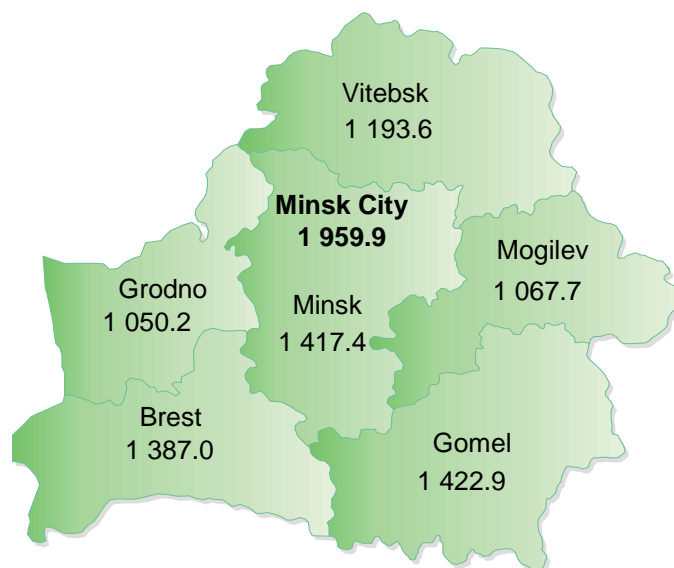 Vitebsk
1 193.6
Minsk City
1 959.9
Mogilev
1 067.7
Grodno
1 050.2
Minsk
1 417.4
Brest
1 387.0
Gomel
1 422.9